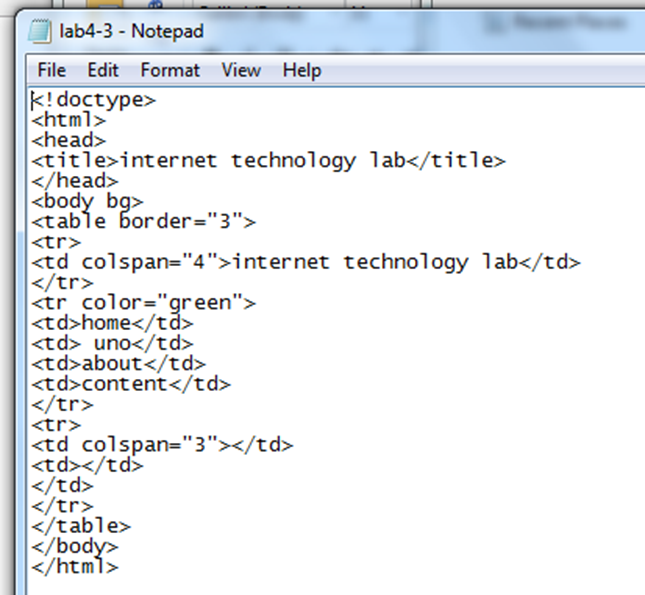 lab4-3 - Notepad
File Edit Format View Help
<!doctype>
<html>
<head>
<title>internet technology lab</title>
</head>
<body bg>
<table border="3">
<tr>
<td colspan="4">internet technology lab</td>
</tr>
<tr color="green">
<td>home</td>
<td> uno</td>
<td>about</td>
<td>content</td>
</tr>
<tr>
<td colspan="3"></td>
<td></td>
</td>
</tr>
</table>
</body>
</html>